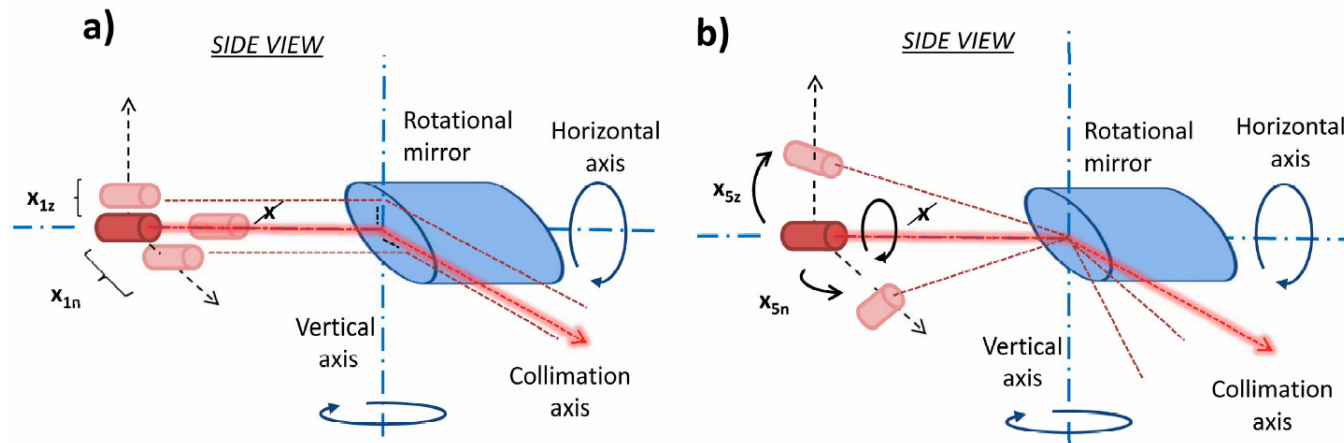 a)
SIDE VIEW
Rotational
mirror
Horizontal
axis
x1z
x
x1n
Vertical
axis
Collimation
axis
b)
SIDE VIEW
Rotational
mirror
Horizontal
axis
x5z
x
x5n
Vertical
axis
Collimation
axis